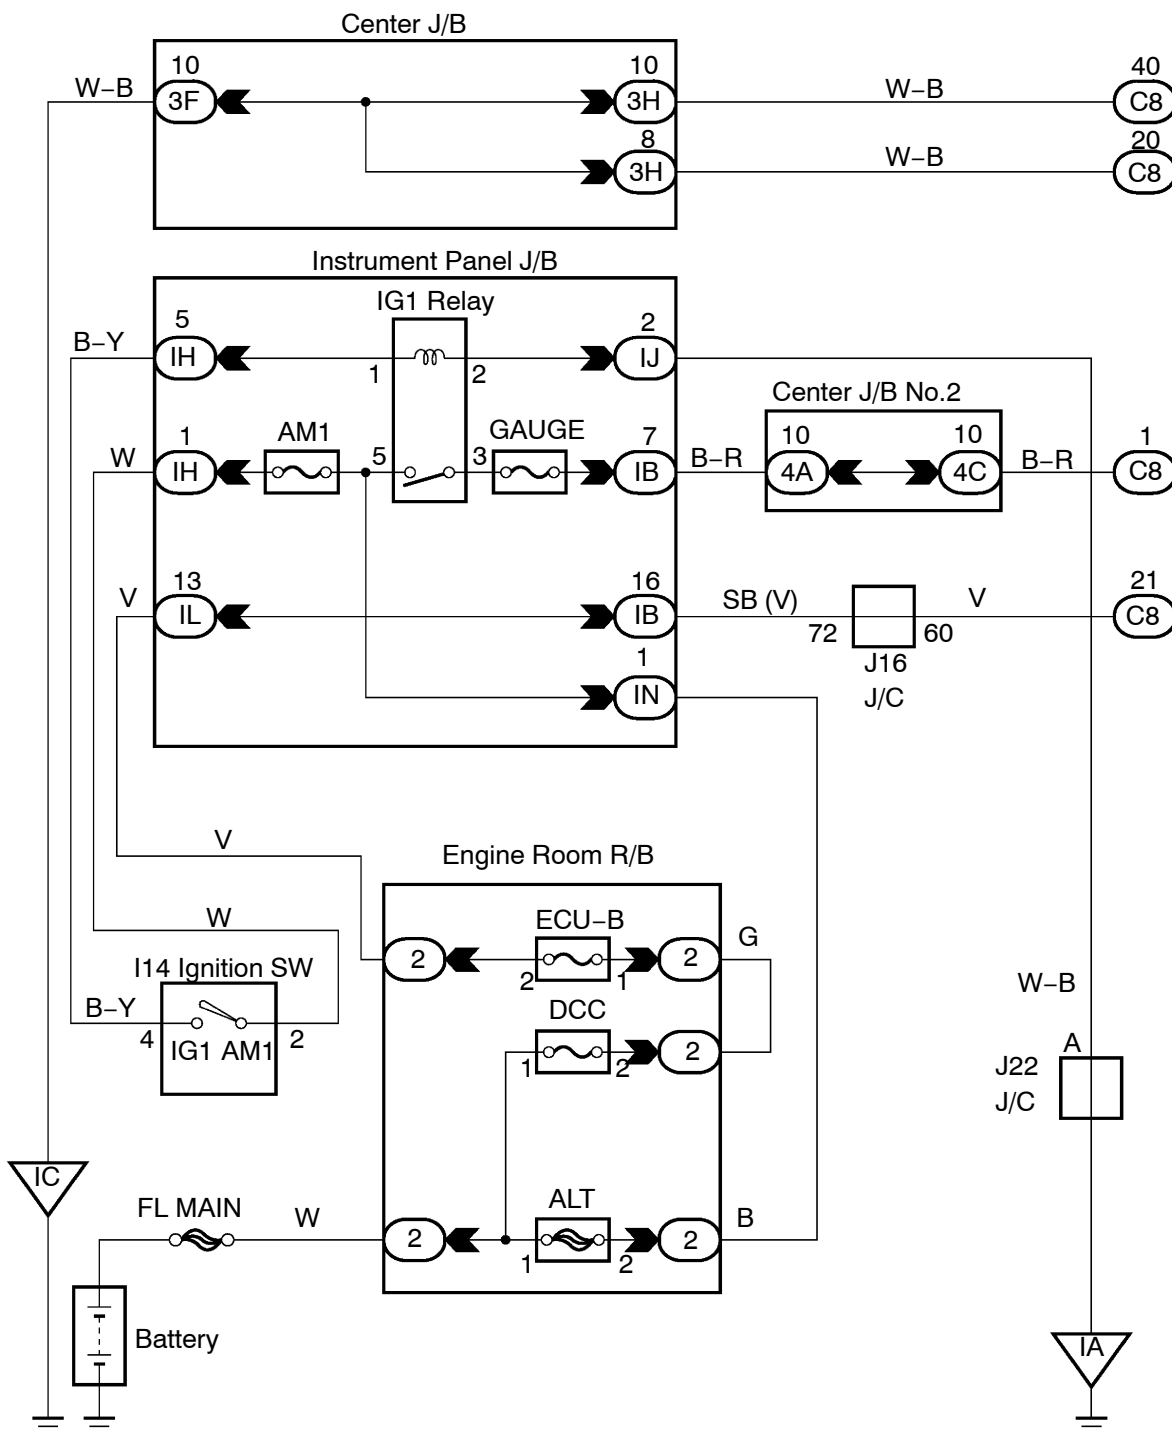 Center J/B
10 10 40
W–B 3F 3H W–B C8
8 20
3H W–B C8
Instrument Panel J/B
IG1 Relay
5 2
B–Y IH IJ
1 2
Center J/B No.2
AM1 GAUGE
1 7 10 10 1
W IH 5 3 IB B–R 4A 4C B–R C8
13 16 21
V IL IB SB (V) V C8
72 60
J16
J/C
1
IN
V
Engine Room R/B
W
ECU–B
2 2 G
2 1
I14 Ignition SW
B–Y
4 2
IG1 AM1
DCC
2
1 2
W–B
A
J22
J/C
IC
FL MAIN W
ALT
2 2 B
1 2
Battery
IA